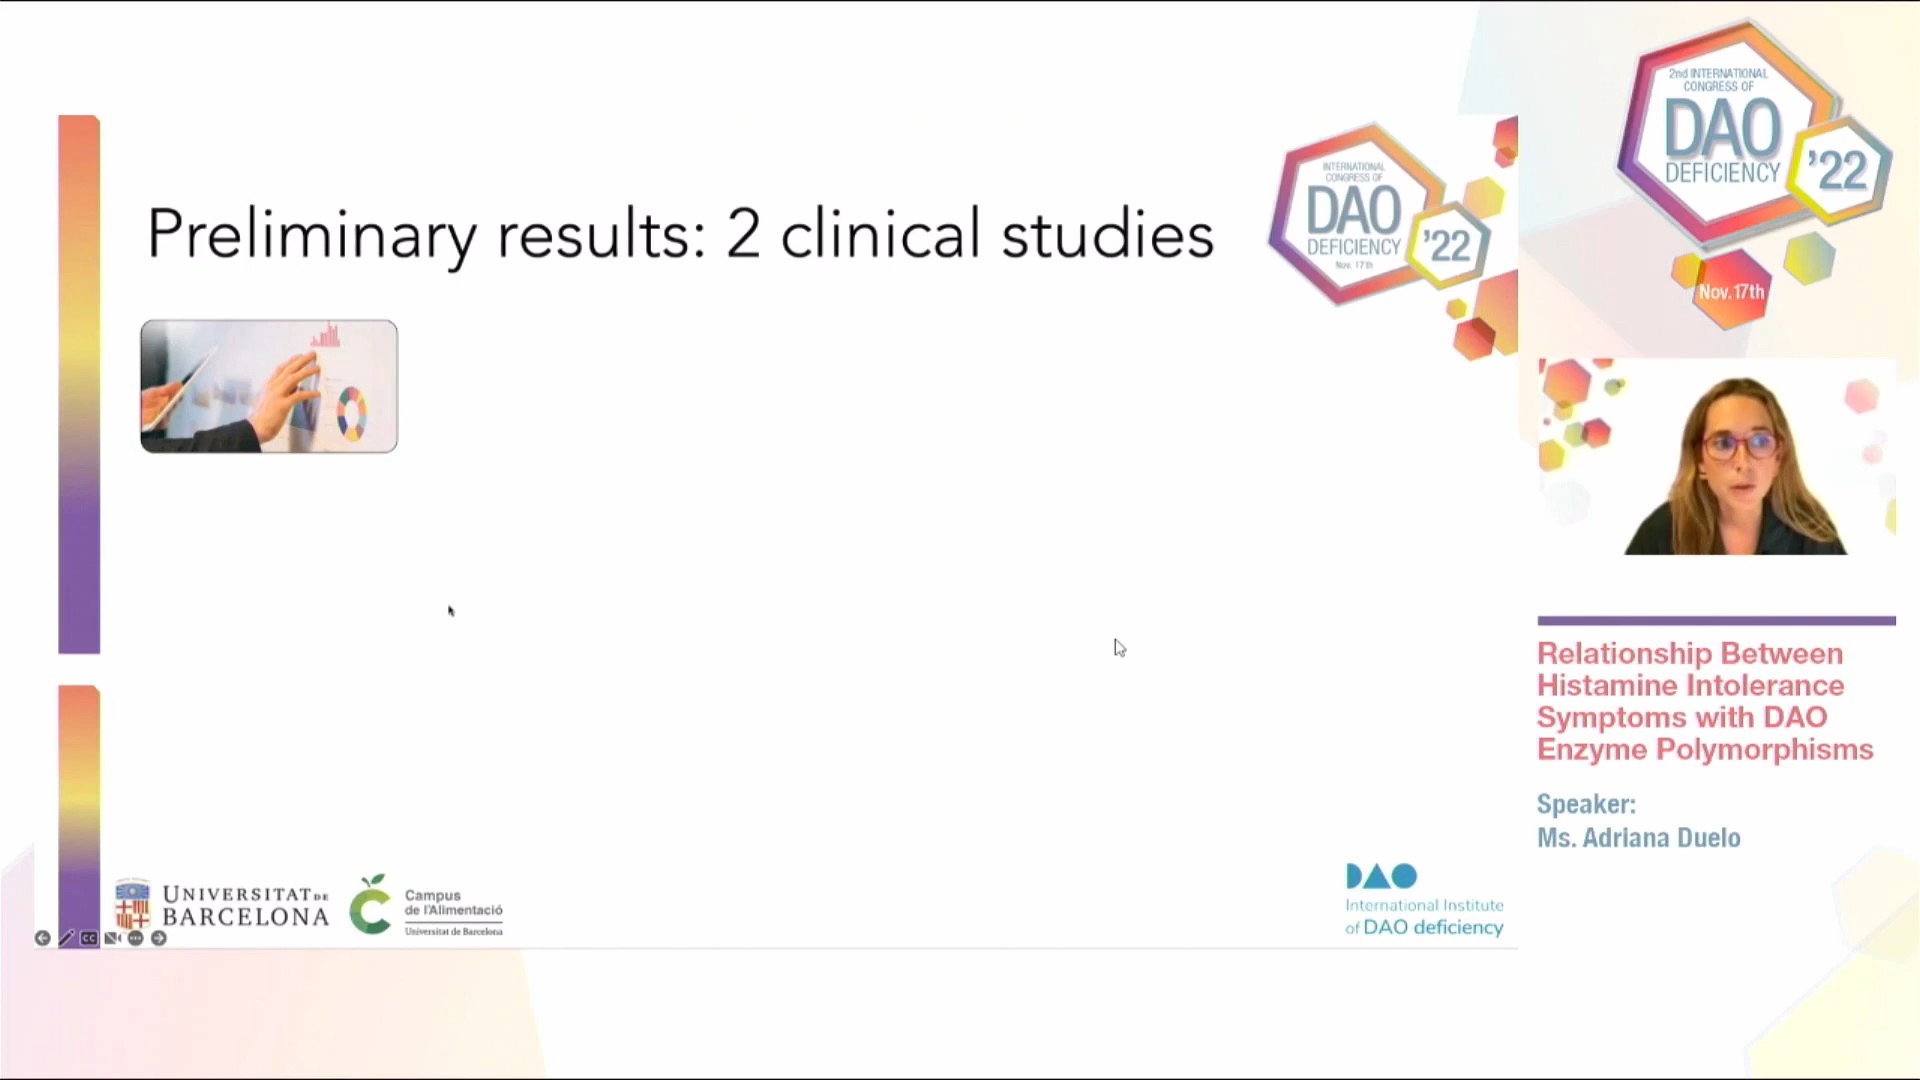 Preliminary results: 2 clinical studies
INTERNATIONAL
CONGRESS OF
DAO
DEFICIENCY
'22
Nov. 17th
UNIVERSITAT DE
BARCELONA
Campus
de l'Alimentació
Universitat de Barcelona
DAO
International Institute
of DAO deficiency
CC
2nd INTERNATIONAL
CONGRESS OF
DAO
DEFICIENCY
'22
Nov. 17th
Relationship Between
Histamine Intolerance
Symptoms with DAO
Enzyme Polymorphisms
Speaker:
Ms. Adriana Duelo